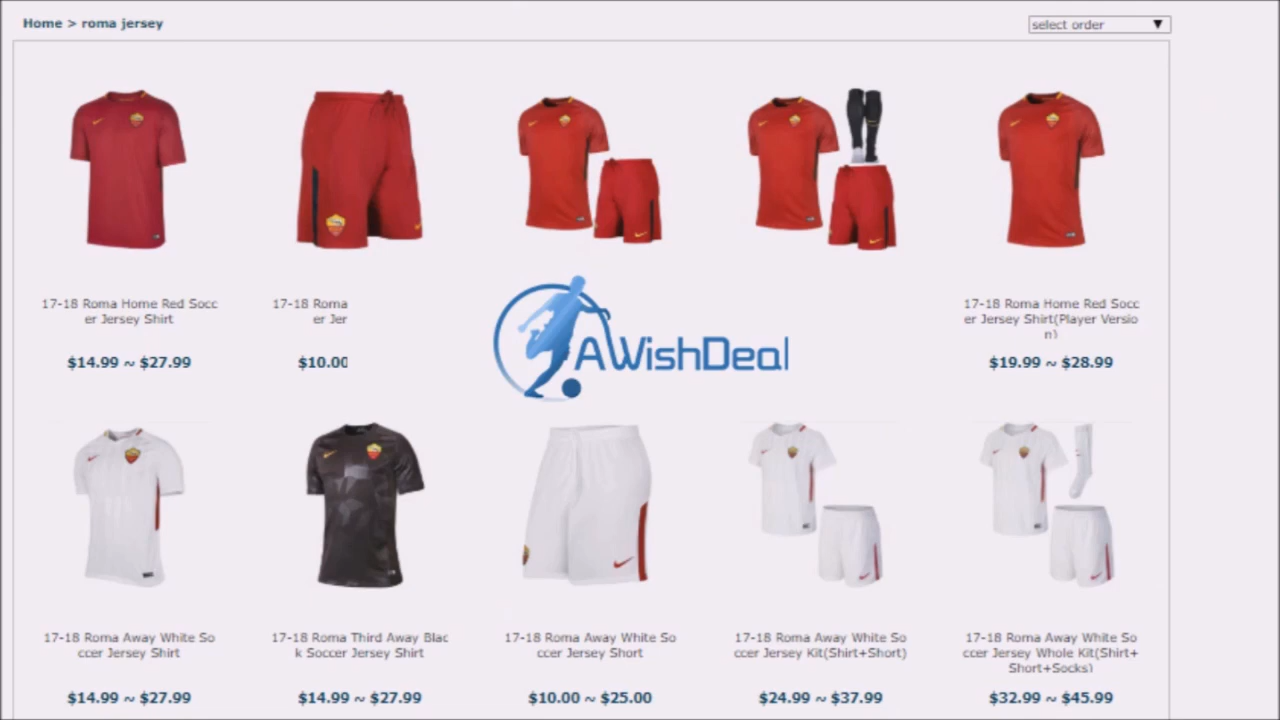 Home > roma jersey
select order
17-18 Roma Home Red Socc
er Jersey Shirt
$14.99 ~ $27.99
17-18 Roma
er Jer
$10.00
AWishDeal
17-18 Roma Home Red Socc
er Jersey Shirt(Player Versio
n)
$19.99 ~ $28.99
17-18 Roma Away White So
ccer Jersey Shirt
$14.99 ~ $27.99
17-18 Roma Third Away Blac
k Soccer Jersey Shirt
$14.99 ~ $27.99
17-18 Roma Away White So
ccer Jersey Short
$10.00 ~ $25.00
17-18 Roma Away White So
ccer Jersey Kit(Shirt+Short)
$24.99 ~ $37.99
17-18 Roma Away White So
ccer Jersey Whole Kit(Shirt+
Short+Socks)
$32.99 ~ $45.99